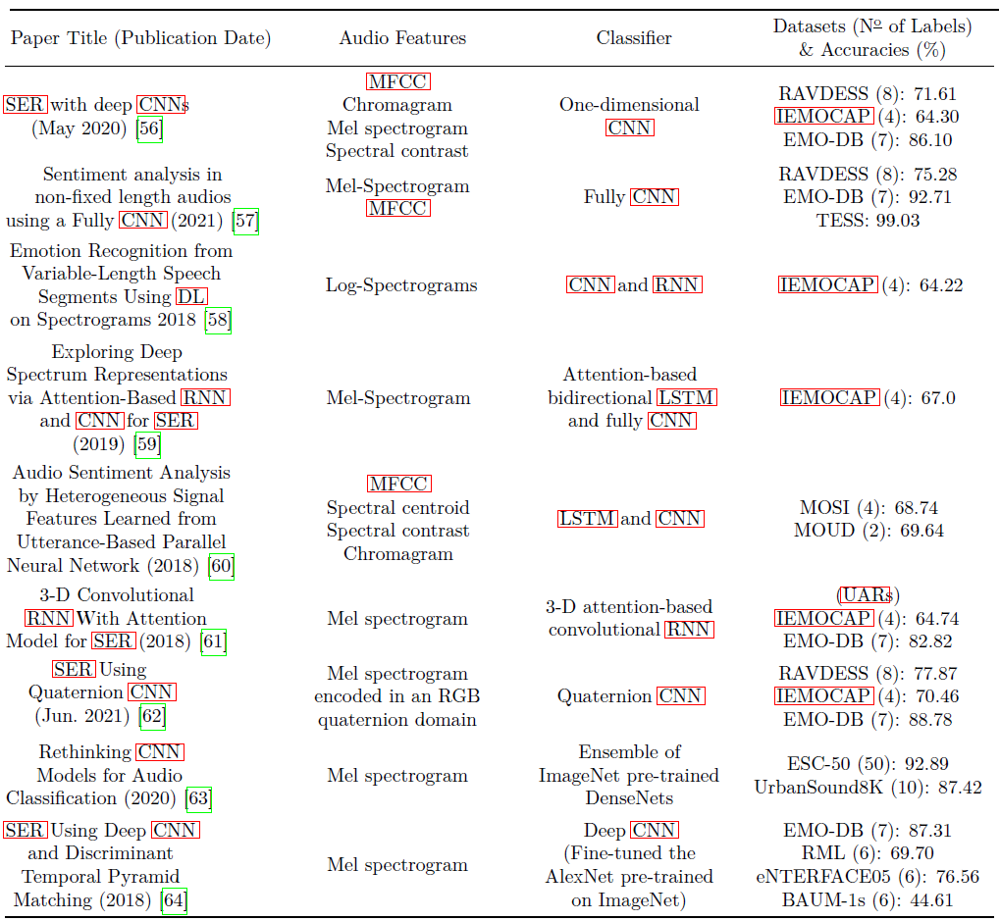 Paper Title (Publication Date)
Audio Features
Classifier
Datasets (Nº of Labels)
& Accuracies (%)
SER with deep CNNs
(May 2020) [56]
MFCC
Chromagram
Mel spectrogram
Spectral contrast
One-dimensional
CNN
RAVDESS (8): 71.61
IEMOCAP (4): 64.30
EMO-DB (7): 86.10
Sentiment analysis in
non-fixed length audios
using a Fully CNN (2021) [57]
Mel-Spectrogram
MFCC
Fully CNN
RAVDESS (8): 75.28
EMO-DB (7): 92.71
TESS: 99.03
Emotion Recognition from
Variable-Length Speech
Segments Using DL
on Spectrograms 2018 [58]
Log-Spectrograms
CNN and RNN
IEMOCAP (4): 64.22
Exploring Deep
Spectrum Representations
via Attention-Based RNN
and CNN for SER
(2019) [59]
Mel-Spectrogram
Attention-based
bidirectional LSTM
and fully CNN
IEMOCAP (4): 67.0
Audio Sentiment Analysis
by Heterogeneous Signal
Features Learned from
Utterance-Based Parallel
Neural Network (2018) [60]
MFCC
Spectral centroid
Spectral contrast
Chromagram
LSTM and CNN
MOSI (4): 68.74
MOUD (2): 69.64
3-D Convolutional
RNN With Attention
Model for SER (2018) [61]
Mel spectrogram
3-D attention-based
convolutional RNN
(UARs)
IEMOCAP (4): 64.74
EMO-DB (7): 82.82
SER Using
Quaternion CNN
(Jun. 2021) [62]
Mel spectrogram
encoded in an RGB
quaternion domain
Quaternion CNN
RAVDESS (8): 77.87
IEMOCAP (4): 70.46
EMO-DB (7): 88.78
Rethinking CNN
Models for Audio
Classification (2020) [63]
Mel spectrogram
Ensemble of
ImageNet pre-trained
DenseNets
ESC-50 (50): 92.89
UrbanSound8K (10): 87.42
SER Using Deep CNN
and Discriminant
Temporal Pyramid
Matching (2018) [64]
Mel spectrogram
Deep CNN
(Fine-tuned the
AlexNet pre-trained
on ImageNet)
EMO-DB (7): 87.31
RML (6): 69.70
eNTERFACE05 (6): 76.56
BAUM-1s (6): 44.61